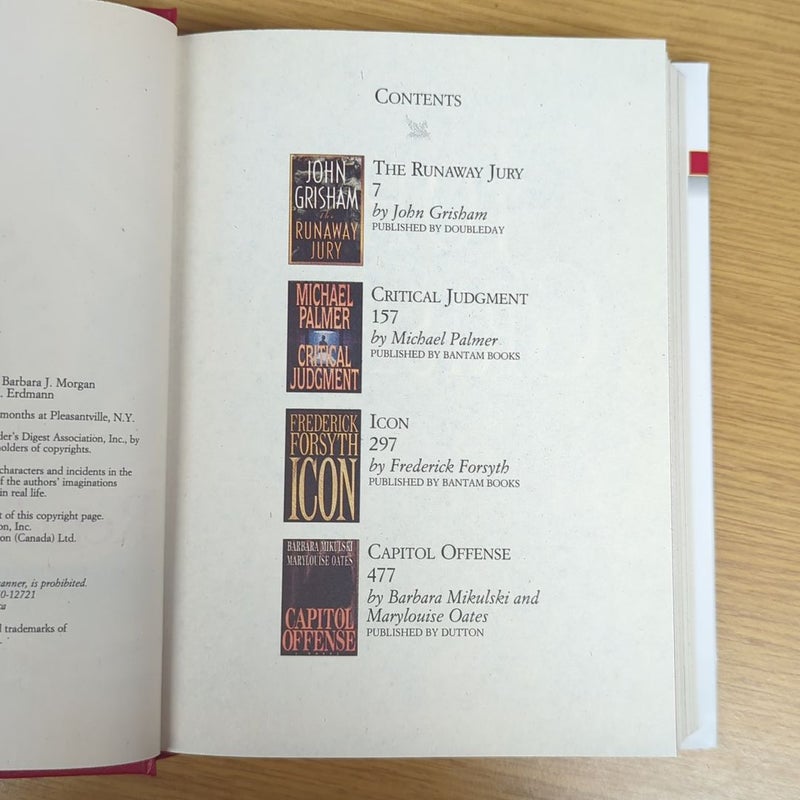 Barbara J. Morgan
. Erdmann
months at Pleasantville, N.Y.
der's Digest Association, Inc., by
olders of copyrights.
characters and incidents in the
f the authors' imaginations
in real life.
t of this copyright page.
on, Inc.
on (Canada) Ltd.
anner, is prohibited.
0-12721
a
l trademarks of
CONTENTS
JOHN
GRISHAM
The
RUNAWAY
JURY
THE RUNAWAY JURY
7
by John Grisham
PUBLISHED BY DOUBLEDAY
MICHAEL
PALMER
CRITICAL
JUDGMENT
CRITICAL JUDGMENT
157
by Michael Palmer
PUBLISHED BY BANTAM BOOKS
FREDERICK
FORSYTH
ICON
ICON
297
by Frederick Forsyth
PUBLISHED BY BANTAM BOOKS
BARBARA MIKULSKI
MARYLOUISE OATES
CAPITOL
OFFENSE
A NOVEL
CAPITOL OFFENSE
477
by Barbara Mikulski and
Marylouise Oates
PUBLISHED BY DUTTON